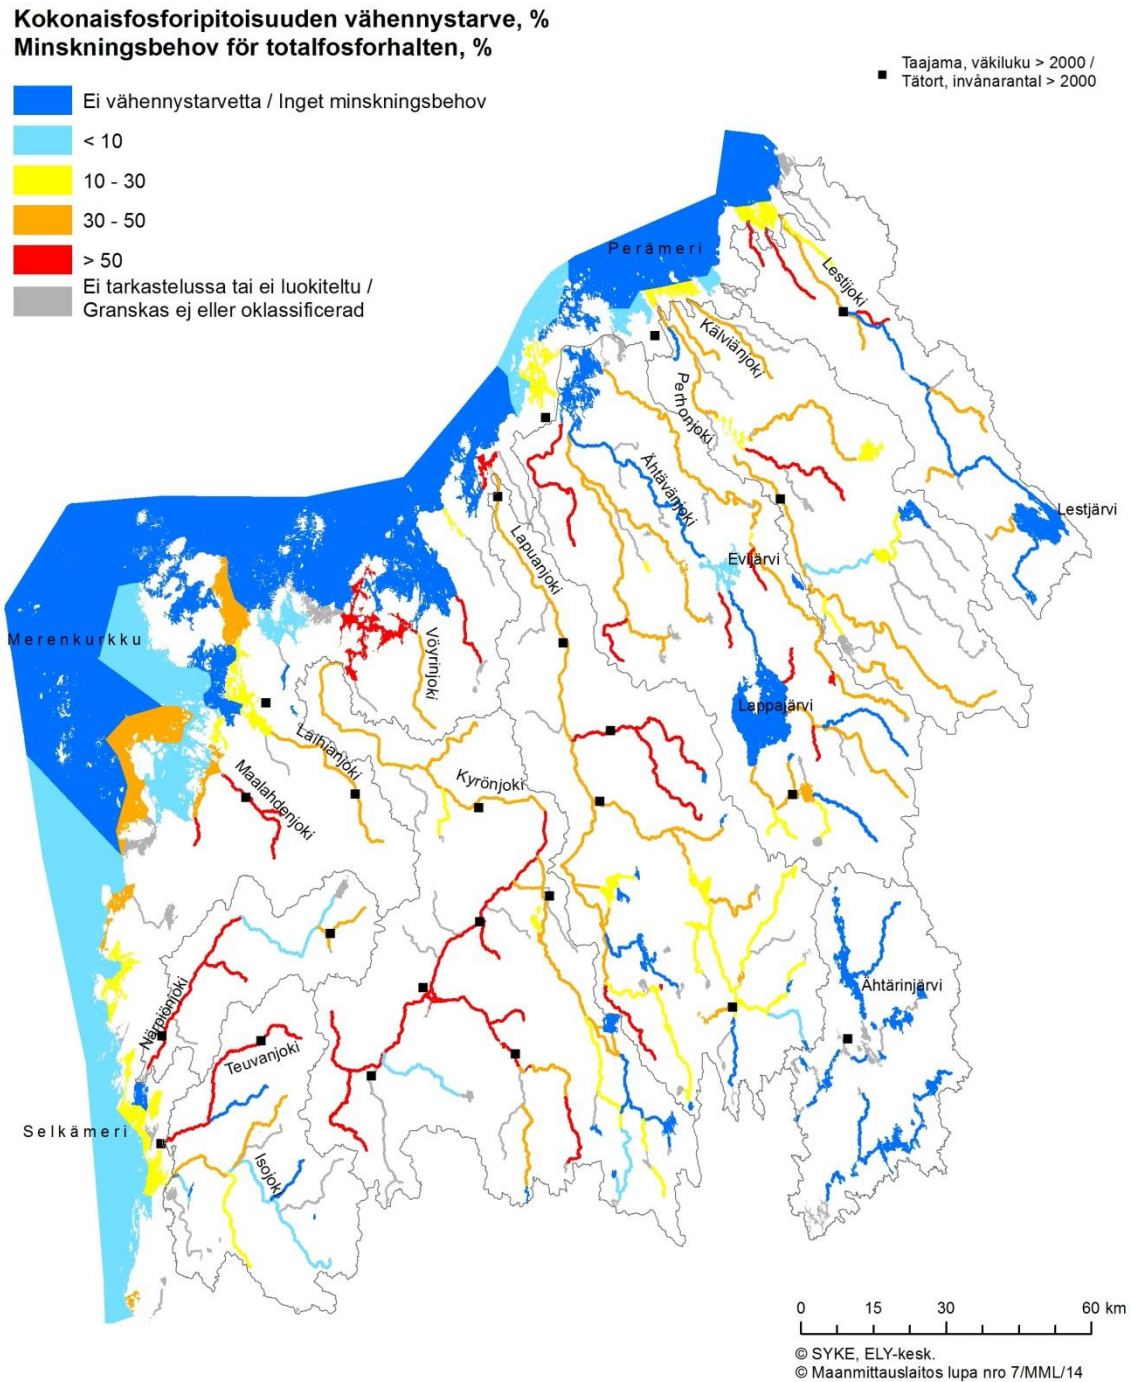 Kokonaisfosforipitoisuuden vähennystarve, %
Minskningsbehov för totalfosforhalten, %
Ei vähennystarvetta / Inget minskningsbehov
< 10
10 - 30
30 - 50
> 50
Ei tarkastelussa tai ei luokiteltu /
Granskas ej eller oklassificerad
Taajama, väkiluku > 2000 /
Tätort, invånarantal > 2000
Perämeri
Lestijoki
Kälviänjoki
Perhonjoki
Ähtävänjoki
Lestjärvi
Lapuanjoki
Evijärvi
Merenkurkku
Vöyrinjoki
Lappajärvi
Laihianjoki
Maalahdenjoki
Kyrönjoki
Ähtärinjärvi
Närpiönjoki
Teuvanjoki
Selkämeri
Isojoki
0 15 30 60 km
© SYKE, ELY-kesk.
© Maanmittauslaitos lupa nro 7/MML/14